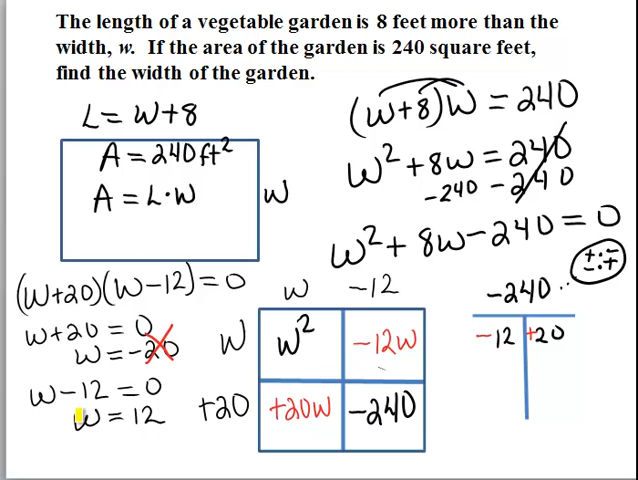 The length of a vegetable garden is 8 feet more than the
width, w. If the area of the garden is 240 square feet,
find the width of the garden.
L = W+8
A = 240 ft²
A = L·W
W
(W+8)W = 240
W² + 8W = 240
-240 -240
W² + 8W - 240 = 0
(W+20)(W-12) = 0
W+20 = 0
W = -20
W-12 = 0
W = 12
W -12
W W² -12W
+20 +20W -240
±:∓
-240
-12 +20